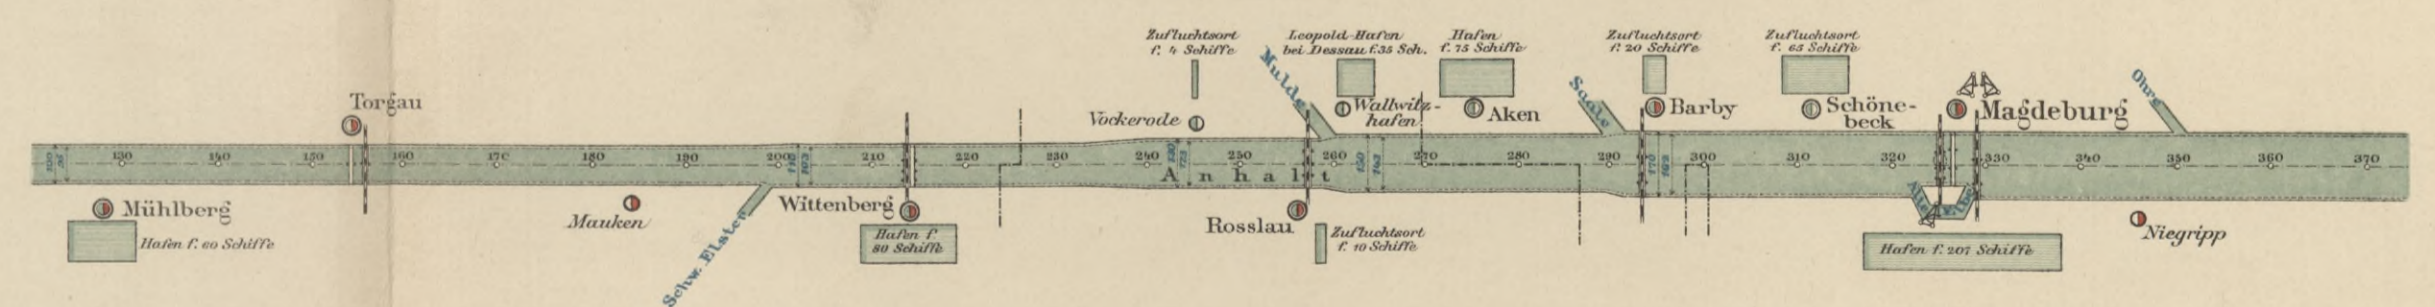 Zufluchtsort
f. 4 Schiffe
Leopold-Hafen
bei Dessau f. 35 Sch.
Hafen
f. 75 Schiffe
Zufluchtsort
f. 20 Schiffe
Zufluchtsort
f. 65 Schiffe
Mulde
Saale
Ohre
Torgau
Vockerode
Wallwitz-
hafen
Aken
Barby
Schöne-
beck
Magdeburg
130 140 150 160 170 180 190 200 210 220 230 240 250 260 270 280 290 300 310 320 330 340 350 360 370
Anhalt
Mühlberg
Hafen f. 60 Schiffe
Mauken
Schw. Elster
Wittenberg
Hafen f.
80 Schiffe
Rosslau
Zufluchtsort
f. 10 Schiffe
Alte Elbe
Hafen f. 207 Schiffe
Niegripp